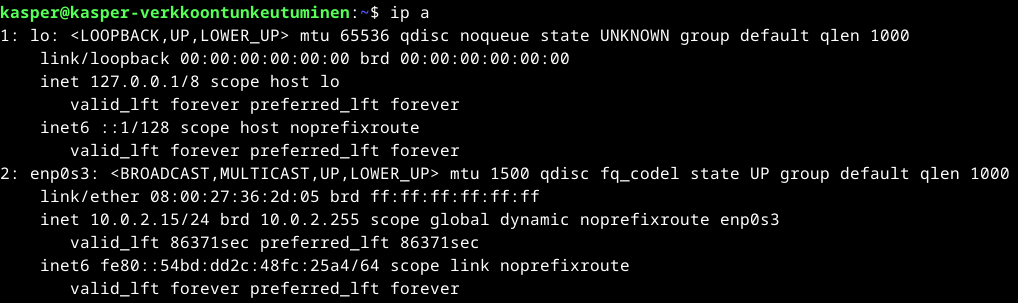 kasper@kasper-verkkoontunkeutuminen:~$ ip a
1: lo: <LOOPBACK,UP,LOWER_UP> mtu 65536 qdisc noqueue state UNKNOWN group default qlen 1000
    link/loopback 00:00:00:00:00:00 brd 00:00:00:00:00:00
    inet 127.0.0.1/8 scope host lo
       valid_lft forever preferred_lft forever
    inet6 ::1/128 scope host noprefixroute
       valid_lft forever preferred_lft forever
2: enp0s3: <BROADCAST,MULTICAST,UP,LOWER_UP> mtu 1500 qdisc fq_codel state UP group default qlen 1000
    link/ether 08:00:27:36:2d:05 brd ff:ff:ff:ff:ff:ff
    inet 10.0.2.15/24 brd 10.0.2.255 scope global dynamic noprefixroute enp0s3
       valid_lft 86371sec preferred_lft 86371sec
    inet6 fe80::54bd:dd2c:48fc:25a4/64 scope link noprefixroute
       valid_lft forever preferred_lft forever